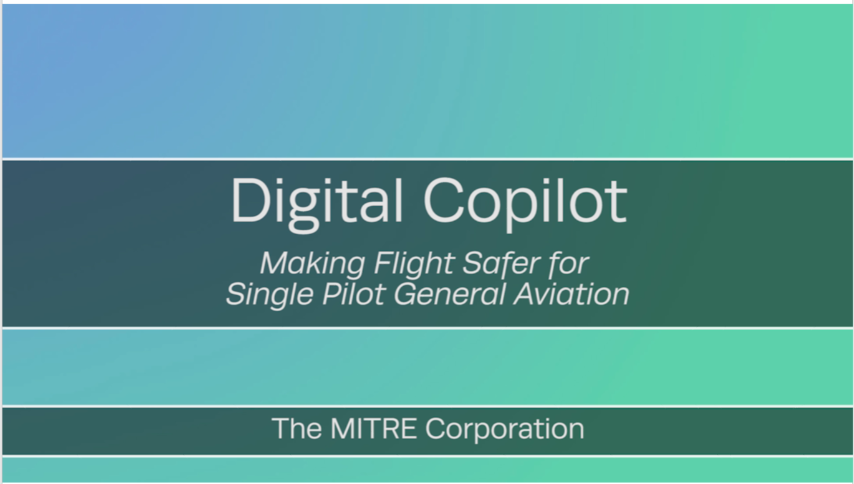 Digital Copilot
Making Flight Safer for
Single Pilot General Aviation
The MITRE Corporation